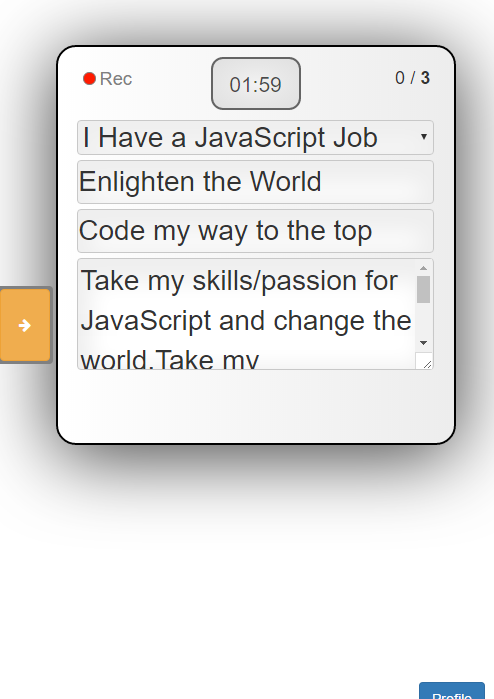 Rec 01:59 0 / 3
I Have a JavaScript Job
Enlighten the World
Code my way to the top
Take my skills/passion for
JavaScript and change the
world.Take my
Profile